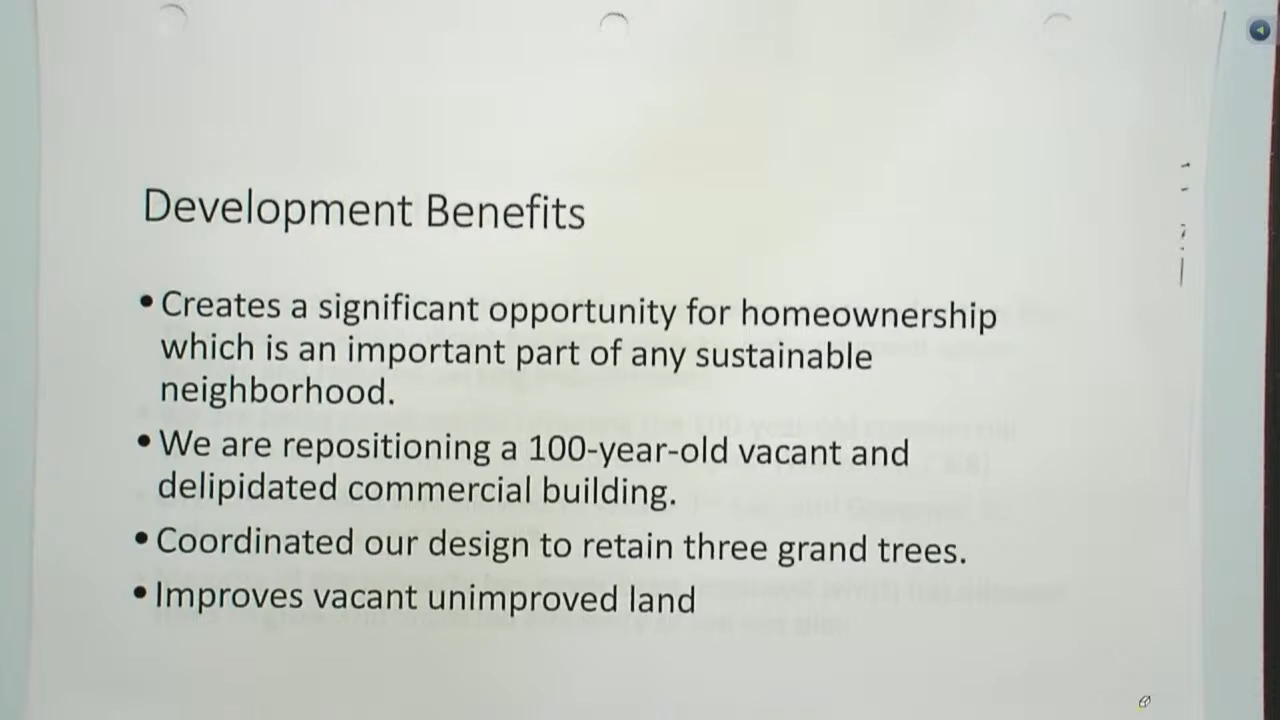 Development Benefits
• Creates a significant opportunity for homeownership
which is an important part of any sustainable
neighborhood.
• We are repositioning a 100-year-old vacant and
delipidated commercial building.
• Coordinated our design to retain three grand trees.
• Improves vacant unimproved land